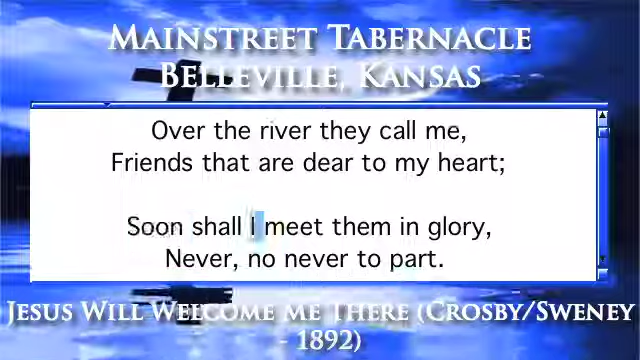 Mainstreet Tabernacle
Belleville, Kansas
Over the river they call me,
Friends that are dear to my heart;
Soon shall I meet them in glory,
Never, no never to part.
Jesus Will Welcome Me There (Crosby/Sweney
- 1892)